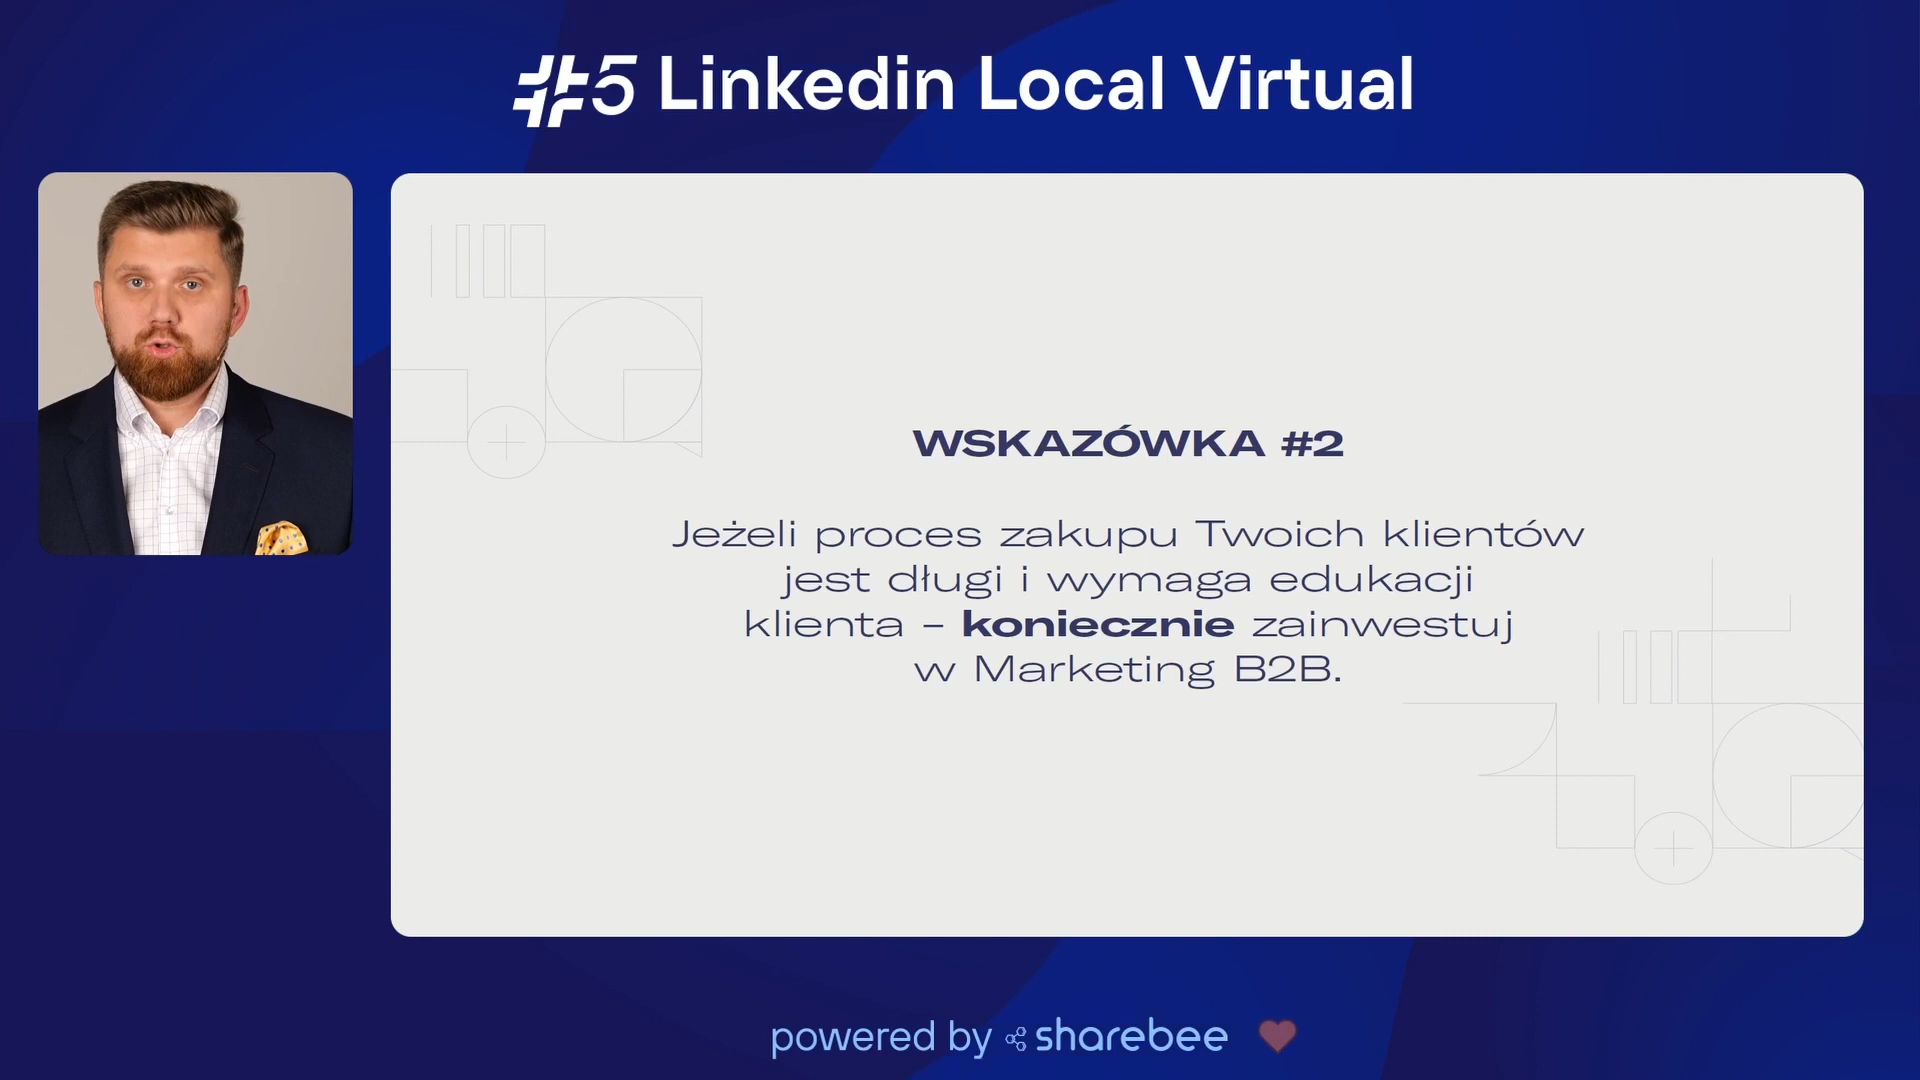 #5 Linkedin Local Virtual
WSKAZÓWKA #2
Jeżeli proces zakupu Twoich klientów
jest długi i wymaga edukacji
klienta – koniecznie zainwestuj
w Marketing B2B.
powered by sharebee